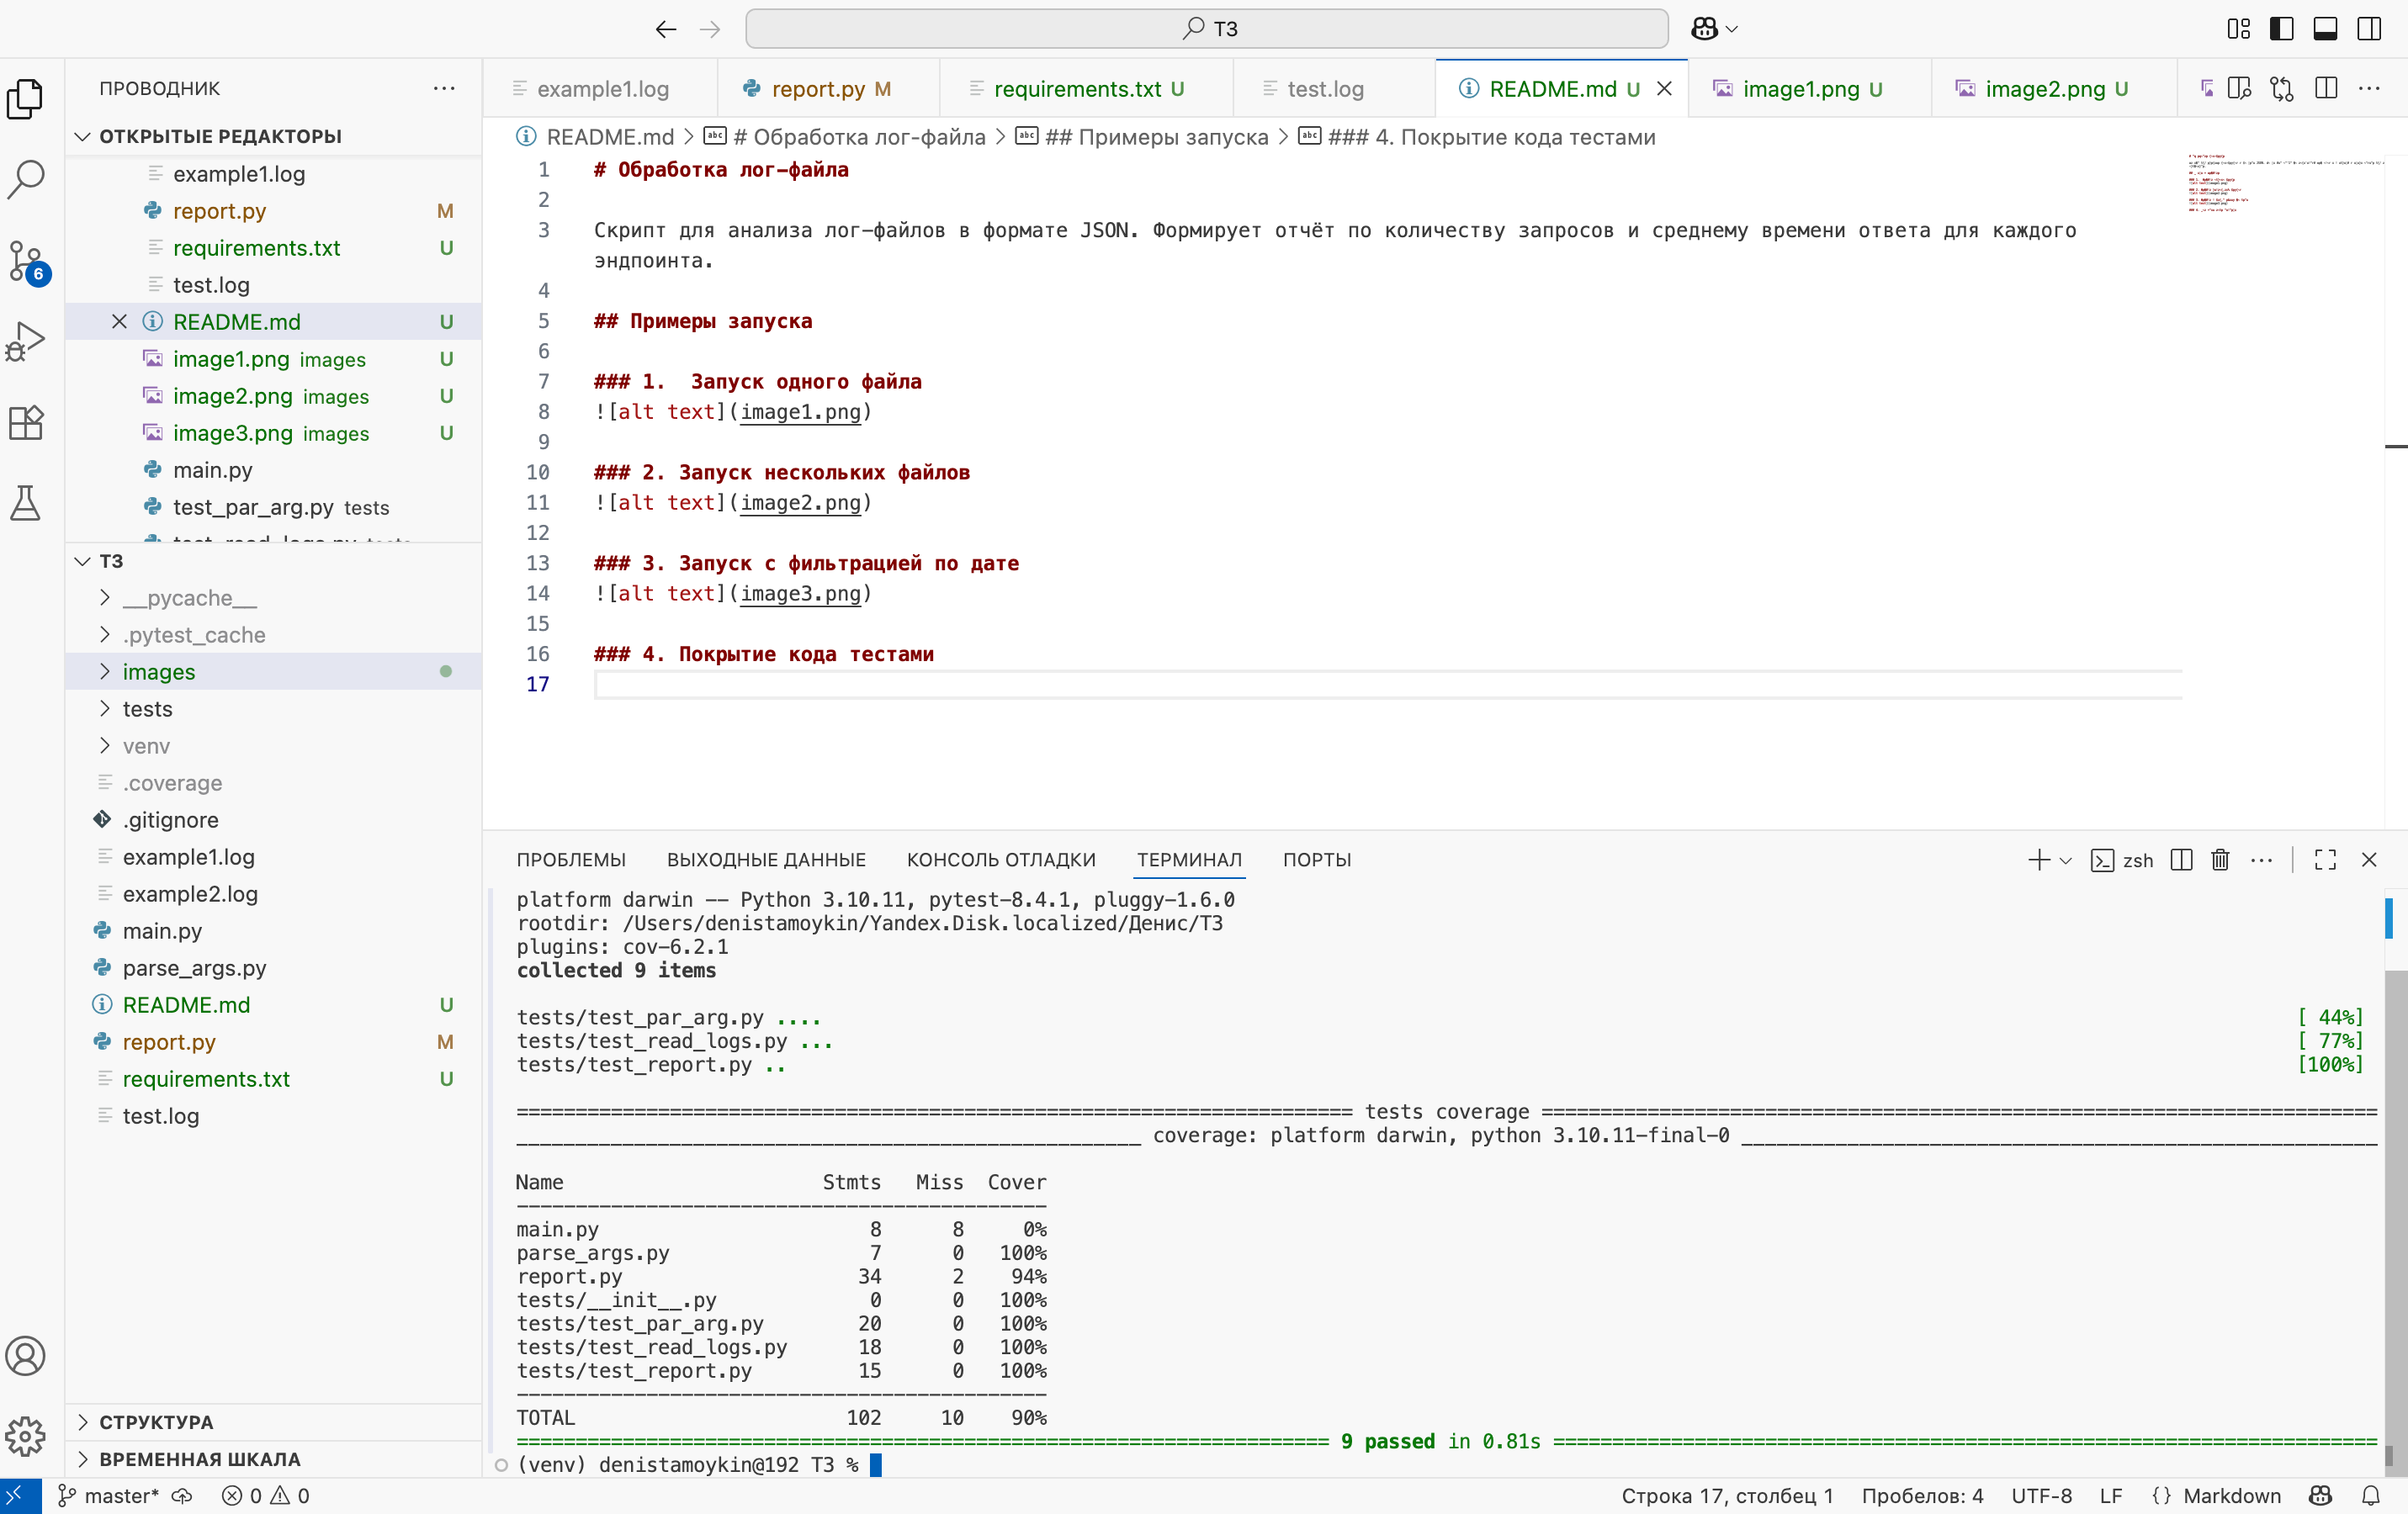 ТЗ
ПРОВОДНИК
ОТКРЫТЫЕ РЕДАКТОРЫ
example1.log
report.py M
requirements.txt U
test.log
README.md U
image1.png images U
image2.png images U
image3.png images U
main.py
test_par_arg.py tests
ТЗ
__pycache__
.pytest_cache
images
tests
venv
.coverage
.gitignore
example1.log
example2.log
main.py
parse_args.py
README.md U
report.py M
requirements.txt U
test.log
СТРУКТУРА
ВРЕМЕННАЯ ШКАЛА
6
example1.log
report.py M
requirements.txt U
test.log
README.md U
image1.png U
image2.png U
README.md > # Обработка лог-файла > ## Примеры запуска > ### 4. Покрытие кода тестами
1 # Обработка лог-файла
2
3 Скрипт для анализа лог-файлов в формате JSON. Формирует отчёт по количеству запросов и среднему времени ответа для каждого
эндпоинта.
4
5 ## Примеры запуска
6
7 ### 1.  Запуск одного файла
8 ![alt text](image1.png)
9
10 ### 2. Запуск нескольких файлов
11 ![alt text](image2.png)
12
13 ### 3. Запуск с фильтрацией по дате
14 ![alt text](image3.png)
15
16 ### 4. Покрытие кода тестами
17
ПРОБЛЕМЫ ВЫХОДНЫЕ ДАННЫЕ КОНСОЛЬ ОТЛАДКИ ТЕРМИНАЛ ПОРТЫ
zsh
platform darwin -- Python 3.10.11, pytest-8.4.1, pluggy-1.6.0
rootdir: /Users/denistamoykin/Yandex.Disk.localized/Денис/ТЗ
plugins: cov-6.2.1
collected 9 items
tests/test_par_arg.py .... [ 44%]
tests/test_read_logs.py ... [ 77%]
tests/test_report.py .. [100%]
tests coverage
coverage: platform darwin, python 3.10.11-final-0
Name Stmts Miss Cover
main.py 8 8 0%
parse_args.py 7 0 100%
report.py 34 2 94%
tests/__init__.py 0 0 100%
tests/test_par_arg.py 20 0 100%
tests/test_read_logs.py 18 0 100%
tests/test_report.py 15 0 100%
TOTAL 102 10 90%
9 passed in 0.81s
(venv) denistamoykin@192 ТЗ %
master* 0 0
Строка 17, столбец 1 Пробелов: 4 UTF-8 LF {} Markdown